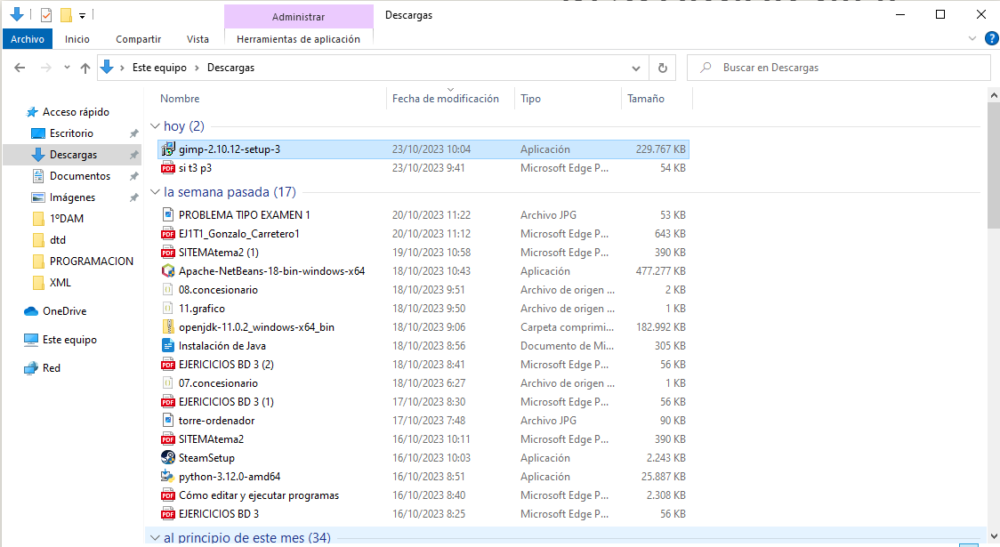 Administrar
Descargas
Archivo
Inicio
Compartir
Vista
Herramientas de aplicación
?
Este equipo > Descargas
Buscar en Descargas
Acceso rápido
Escritorio
Descargas
Documentos
Imágenes
1ºDAM
dtd
PROGRAMACION
XML
OneDrive
Este equipo
Red
Nombre Fecha de modificación Tipo Tamaño
hoy (2)
gimp-2.10.12-setup-3 23/10/2023 10:04 Aplicación 229.767 KB
PDF si t3 p3 23/10/2023 9:41 Microsoft Edge P... 54 KB
la semana pasada (17)
PROBLEMA TIPO EXAMEN 1 20/10/2023 11:22 Archivo JPG 53 KB
PDF EJ1T1_Gonzalo_Carretero1 20/10/2023 11:12 Microsoft Edge P... 643 KB
PDF SITEMAtema2 (1) 19/10/2023 10:58 Microsoft Edge P... 390 KB
Apache-NetBeans-18-bin-windows-x64 18/10/2023 10:43 Aplicación 477.277 KB
08.concesionario 18/10/2023 9:51 Archivo de origen ... 2 KB
11.grafico 18/10/2023 9:50 Archivo de origen ... 1 KB
openjdk-11.0.2_windows-x64_bin 18/10/2023 9:06 Carpeta comprimi... 182.992 KB
Instalación de Java 18/10/2023 8:56 Documento de Mi... 305 KB
PDF EJERICICIOS BD 3 (2) 18/10/2023 8:41 Microsoft Edge P... 56 KB
07.concesionario 18/10/2023 6:27 Archivo de origen ... 1 KB
PDF EJERICICIOS BD 3 (1) 17/10/2023 8:30 Microsoft Edge P... 56 KB
torre-ordenador 17/10/2023 7:48 Archivo JPG 90 KB
PDF SITEMAtema2 16/10/2023 10:11 Microsoft Edge P... 390 KB
SteamSetup 16/10/2023 10:03 Aplicación 2.243 KB
python-3.12.0-amd64 16/10/2023 8:51 Aplicación 25.887 KB
PDF Cómo editar y ejecutar programas 16/10/2023 8:40 Microsoft Edge P... 2.308 KB
PDF EJERICICIOS BD 3 16/10/2023 8:25 Microsoft Edge P... 56 KB
al principio de este mes (34)